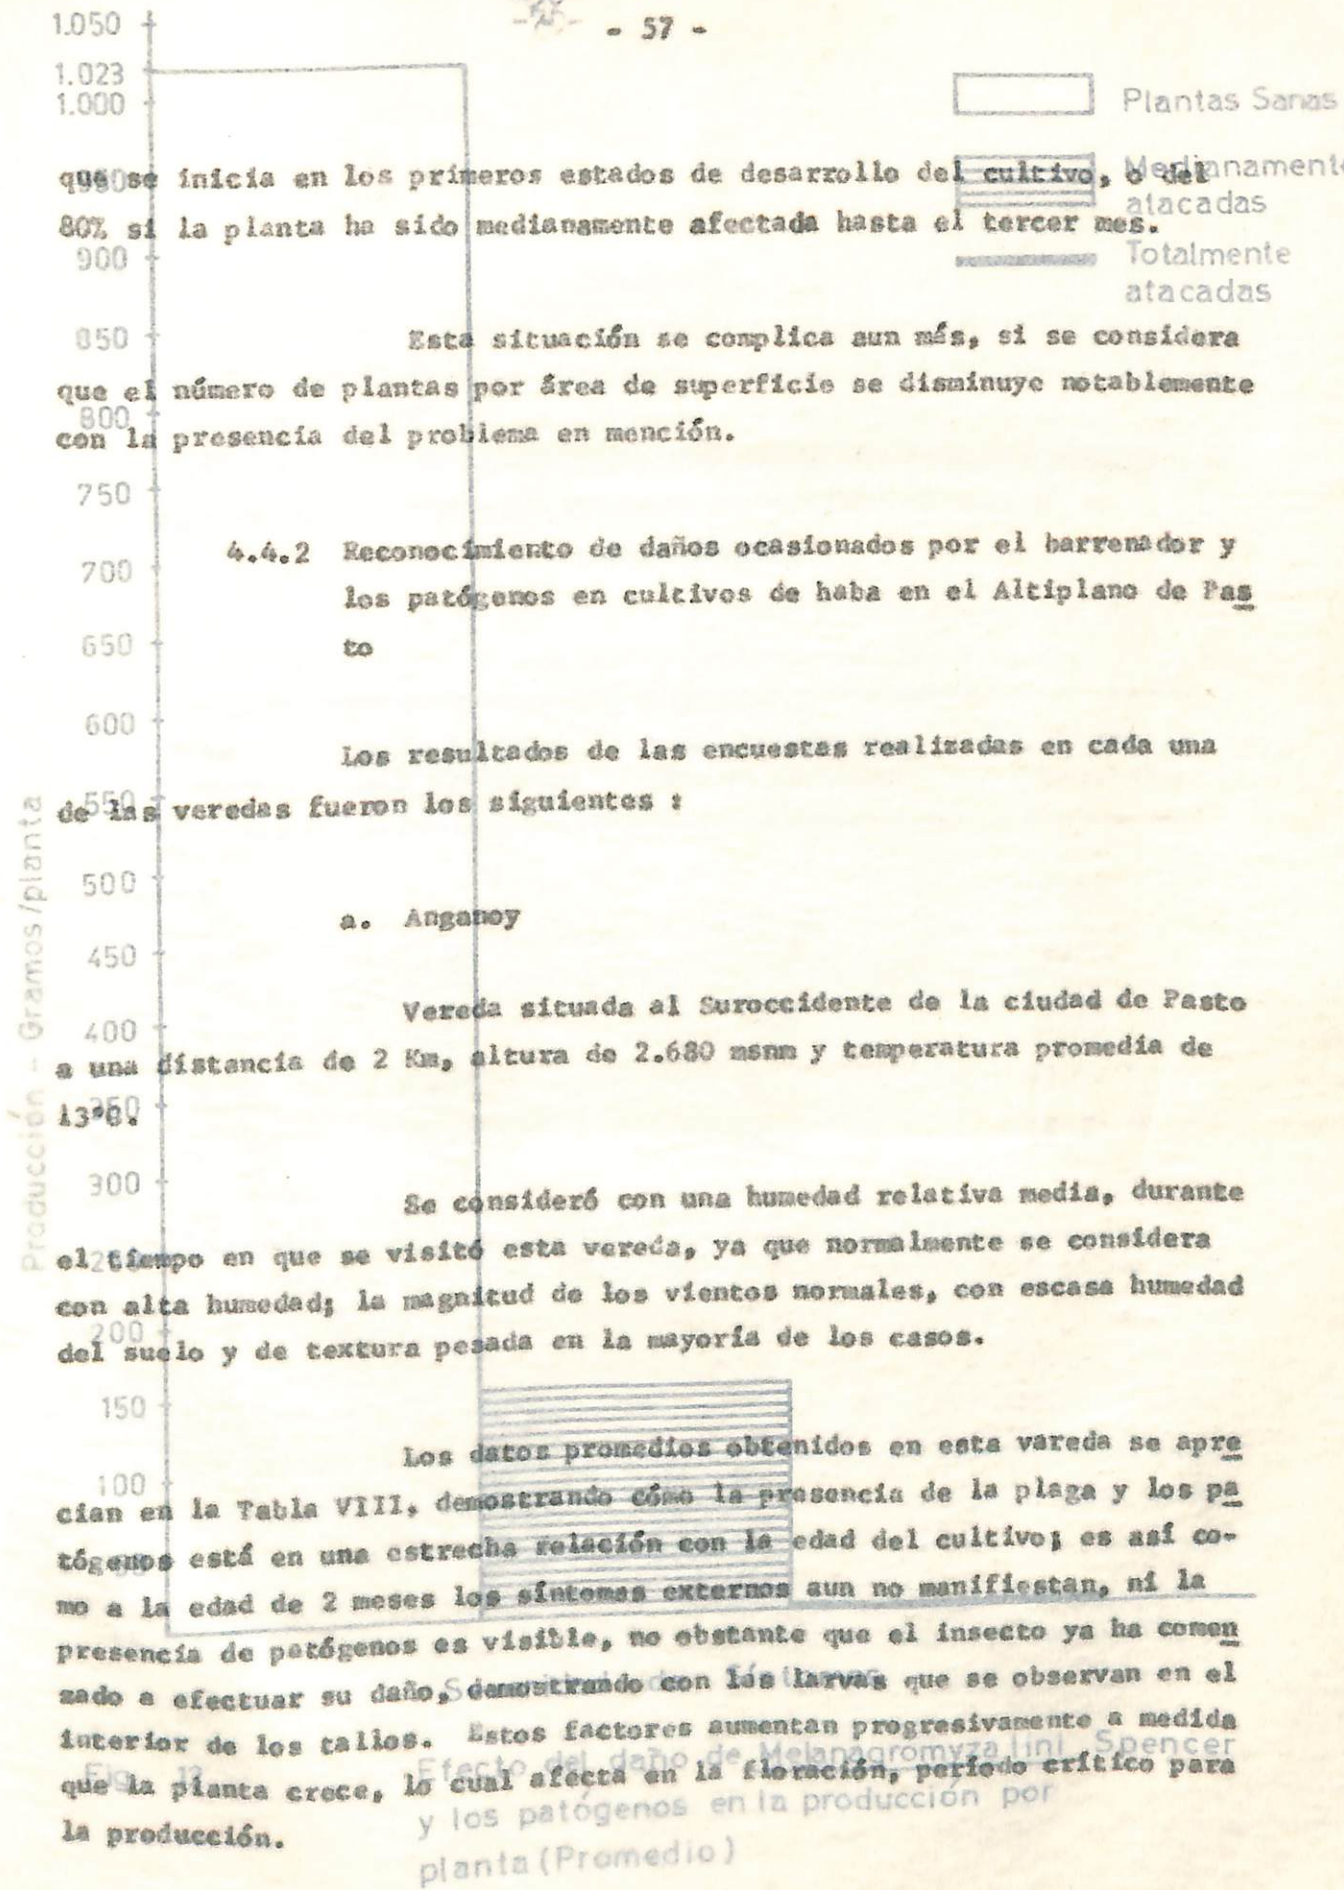 - 57 -
que se inicia en los primeros estados de desarrollo del cultivo, o del
80% si la planta ha sido medianamente afectada hasta el tercer mes.
Esta situación se complica aun más, si se considera
que el número de plantas por área de superficie se disminuye notablemente
con la presencia del problema en mención.
4.4.2 Reconocimiento de daños ocasionados por el barrenador y
los patógenos en cultivos de haba en el Altiplano de Pas
to
Los resultados de las encuestas realizadas en cada una
de las veredas fueron los siguientes :
a. Anganoy
Vereda situada al Suroccidente de la ciudad de Pasto
a una distancia de 2 Km, altura de 2.680 msnm y temperatura promedia de
13°C.
Se consideró con una humedad relativa media, durante
el tiempo en que se visitó esta vereda, ya que normalmente se considera
con alta humedad; la magnitud de los vientos normales, con escasa humedad
del suelo y de textura pesada en la mayoría de los casos.
Los datos promedios obtenidos en esta vareda se apre
cian en la Tabla VIII, demostrando cómo la presencia de la plaga y los pa
tógenos está en una estrecha relación con la edad del cultivo; es así co-
mo a la edad de 2 meses los síntomas externos aun no manifiestan, ni la
presencia de patógenos es visible, no obstante que el insecto ya ha comen
zado a efectuar su daño, demostrando con las larvas que se observan en el
interior de los tallos. Estos factores aumentan progresivamente a medida
que la planta crece, lo cual afecta en la floración, período crítico para
la producción.
1.050
1.023
1.000
900
850
800
750
700
650
600
550
500
450
400
350
300
200
150
100
Producción - Gramos/planta
Plantas Sanas
Medianamente
atacadas
Totalmente
atacadas
Efecto del daño de Melanagromyza lini Spencer
y los patógenos en la producción por
planta (Promedio)